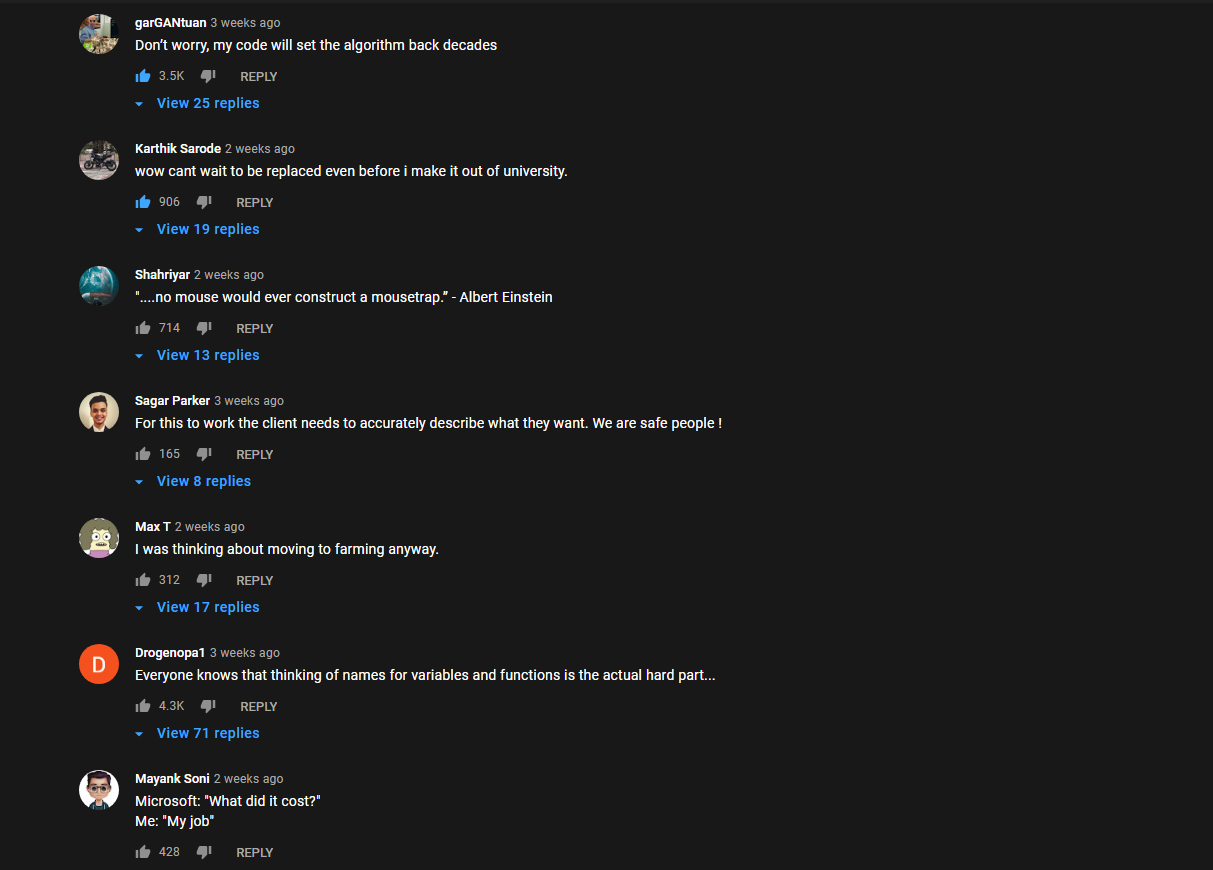 garGANtuan 3 weeks ago
Don’t worry, my code will set the algorithm back decades
3.5K REPLY
View 25 replies
Karthik Sarode 2 weeks ago
wow cant wait to be replaced even before i make it out of university.
906 REPLY
View 19 replies
Shahriyar 2 weeks ago
"....no mouse would ever construct a mousetrap.” - Albert Einstein
714 REPLY
View 13 replies
Sagar Parker 3 weeks ago
For this to work the client needs to accurately describe what they want. We are safe people !
165 REPLY
View 8 replies
Max T 2 weeks ago
I was thinking about moving to farming anyway.
312 REPLY
View 17 replies
D
Drogenopa1 3 weeks ago
Everyone knows that thinking of names for variables and functions is the actual hard part...
4.3K REPLY
View 71 replies
Mayank Soni 2 weeks ago
Microsoft: "What did it cost?"
Me: "My job"
428 REPLY